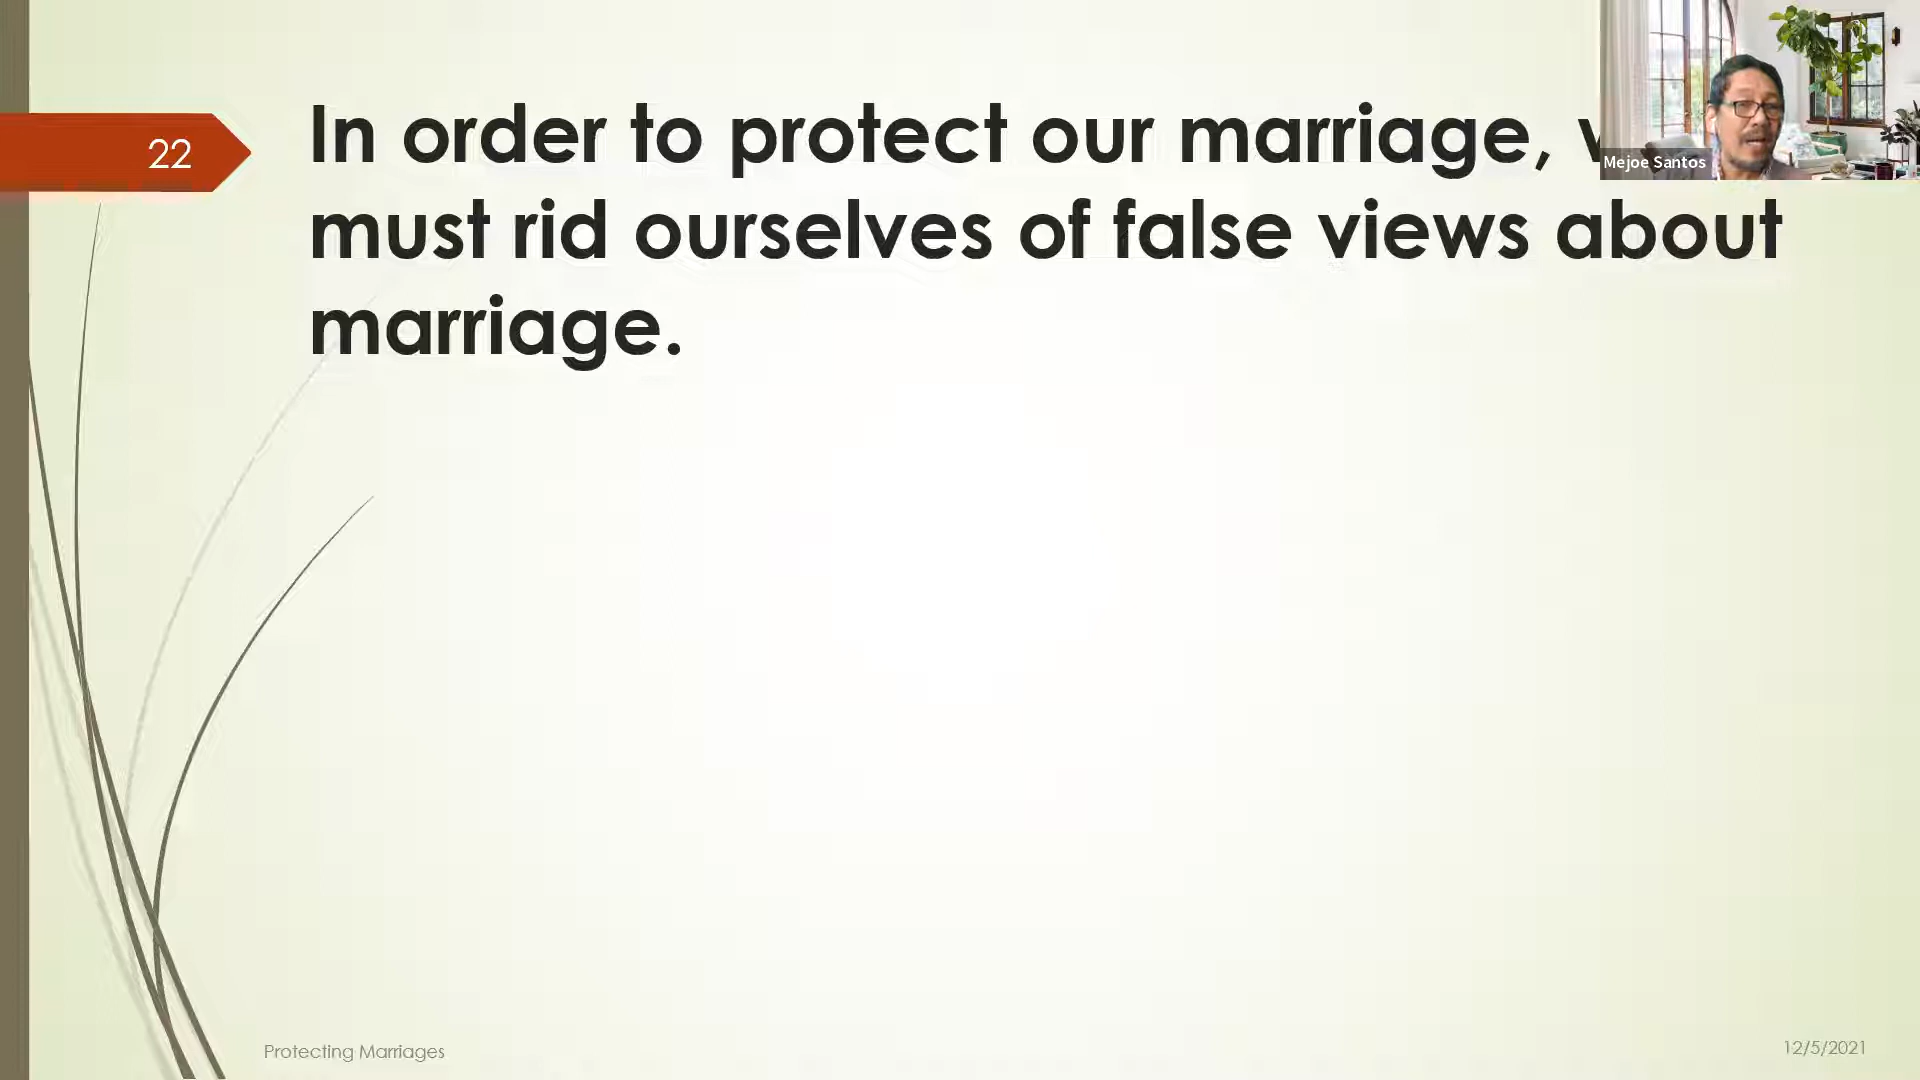 22
In order to protect our marriage,
must rid ourselves of false views about
marriage.
Mejoe Santos
Protecting Marriages
12/5/2021